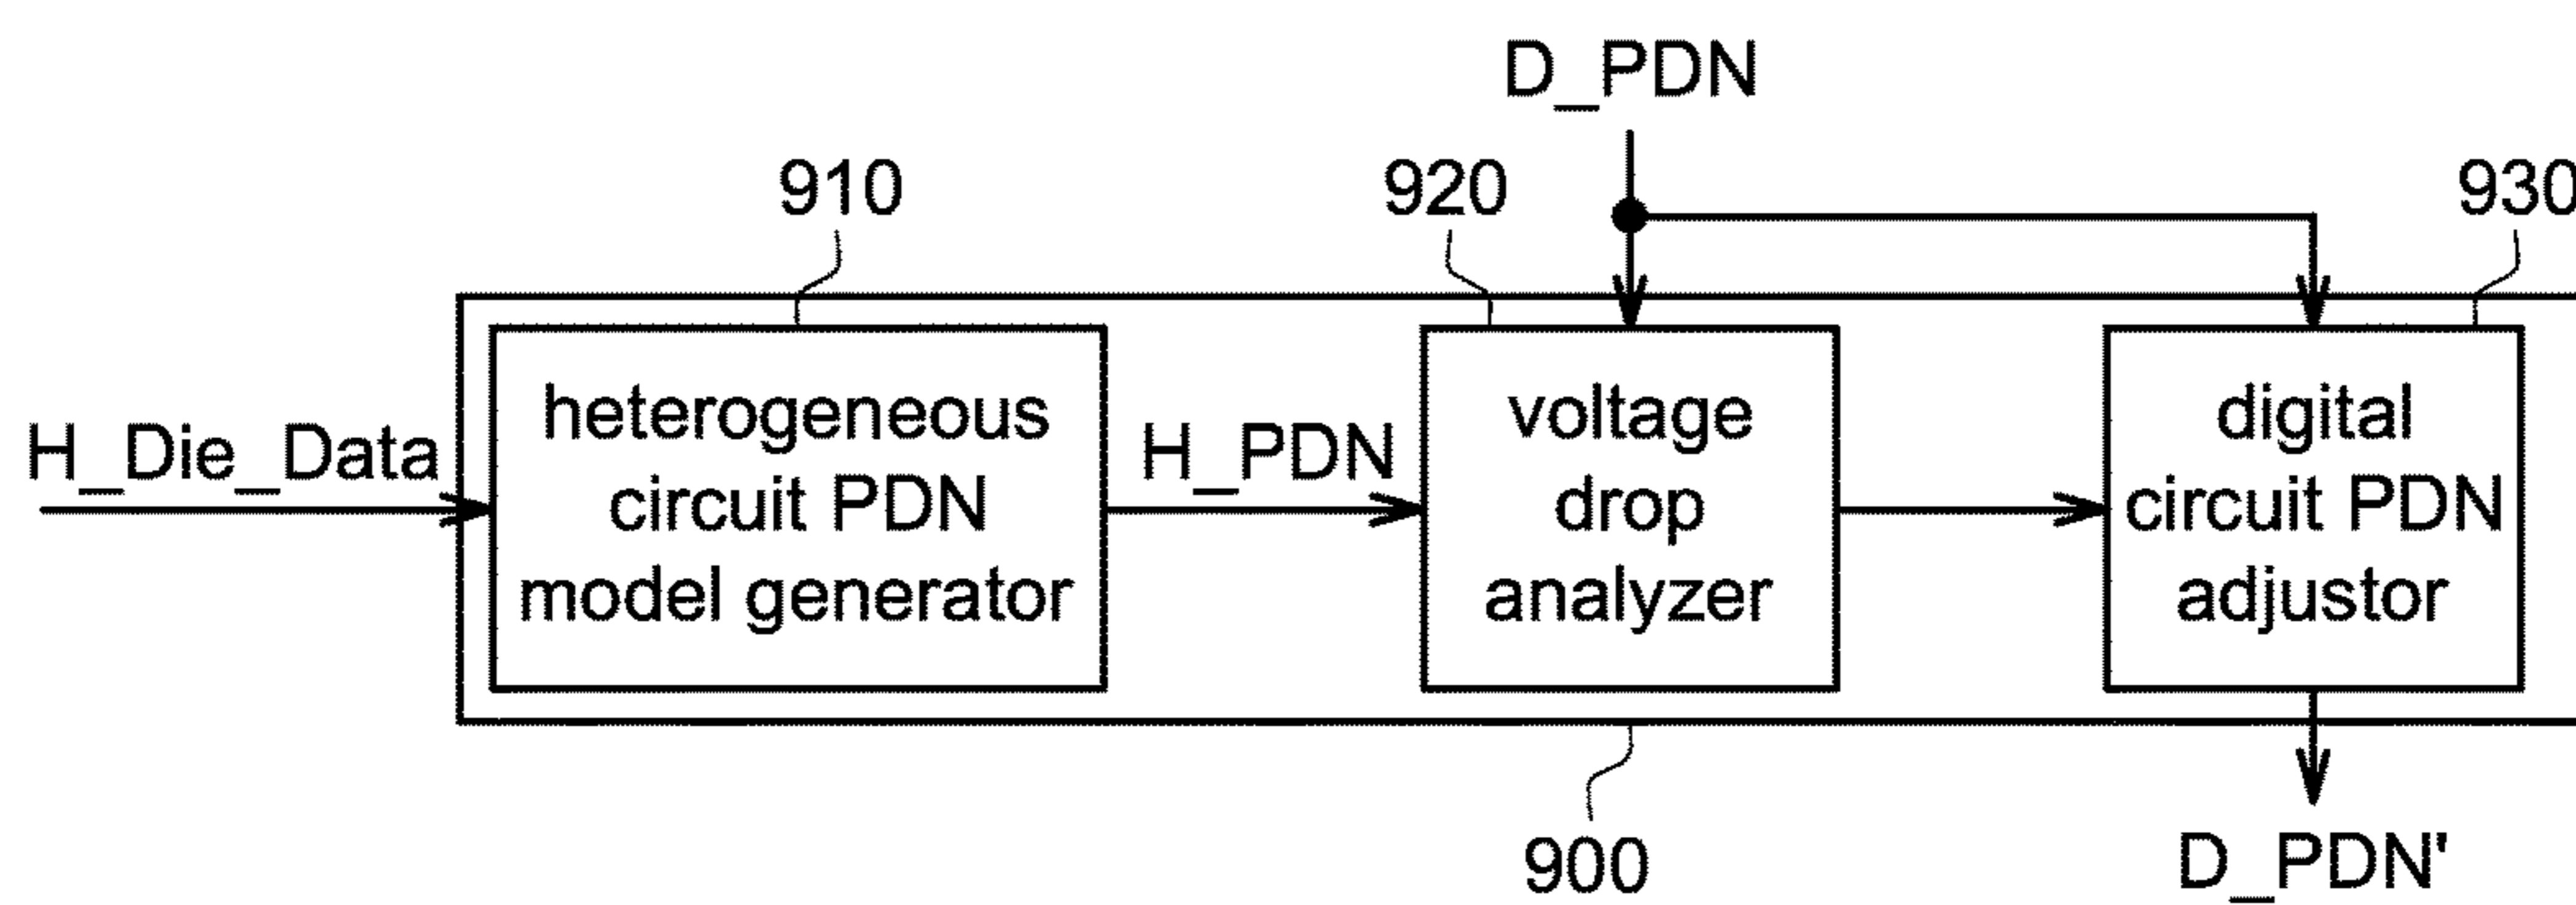 D_PDN
910
920
930
H_Die_Data
heterogeneous
circuit PDN
model generator
H_PDN
voltage
drop
analyzer
digital
circuit PDN
adjustor
900
D_PDN'